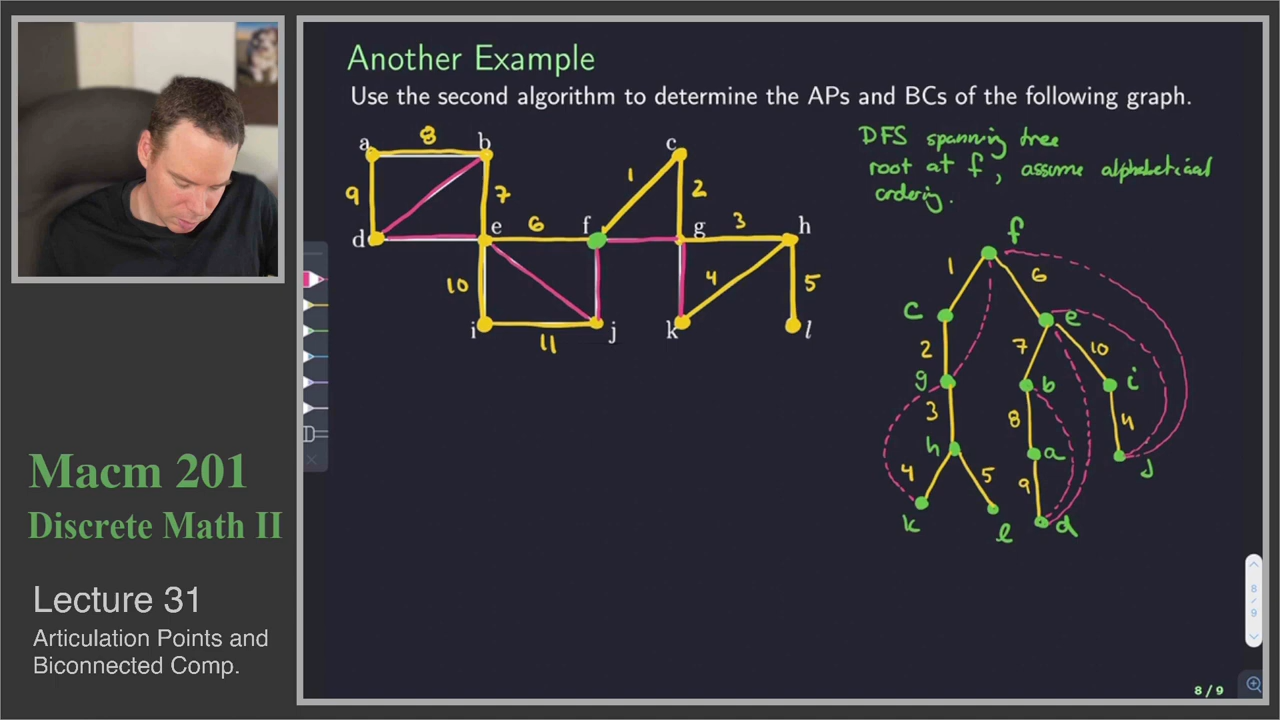 Another Example
Use the second algorithm to determine the APs and BCs of the following graph.
DFS spanning tree
root at f, assume alphabetical
ordering.
a 8 b c
9 7 1 2
d e 6 f g 3 h
10 4 5
i 11 j k l
f
1 6
c e
2 7 10
g b i
3 8 4
h a j
4 5 9
k l d
Macm 201
Discrete Math II
Lecture 31
Articulation Points and
Biconnected Comp.
8
/
9
8 / 9